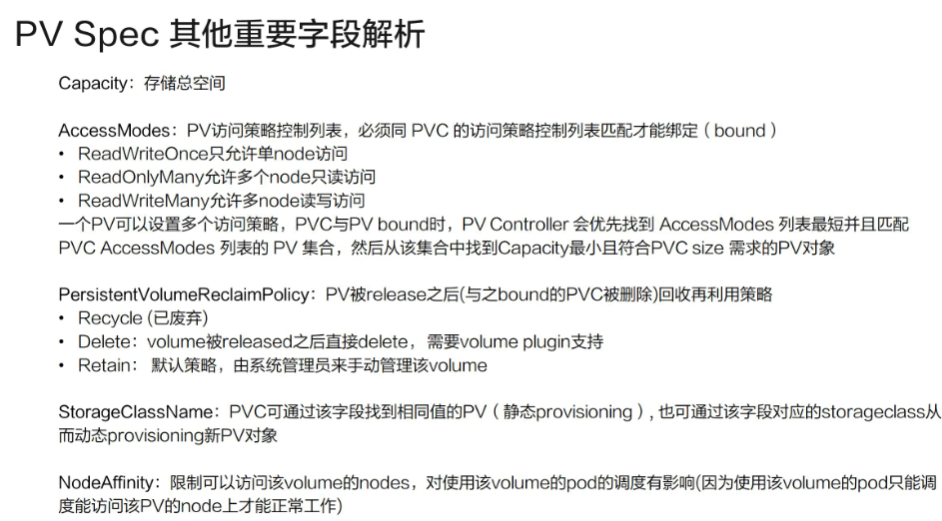 PV Spec 其他重要字段解析
Capacity：存储总空间
AccessModes：PV访问策略控制列表，必须同 PVC 的访问策略控制列表匹配才能绑定（bound）
• ReadWriteOnce只允许单node访问
• ReadOnlyMany允许多个node只读访问
• ReadWriteMany允许多node读写访问
一个PV可以设置多个访问策略，PVC与PV bound时，PV Controller 会优先找到 AccessModes 列表最短并且匹配
PVC AccessModes 列表的 PV 集合，然后从该集合中找到Capacity最小且符合PVC size 需求的PV对象
PersistentVolumeReclaimPolicy：PV被release之后(与之bound的PVC被删除)回收再利用策略
• Recycle (已废弃)
• Delete：volume被released之后直接delete，需要volume plugin支持
• Retain： 默认策略，由系统管理员来手动管理该volume
StorageClassName：PVC可通过该字段找到相同值的PV（静态provisioning）, 也可通过该字段对应的storageclass从
而动态provisioning新PV对象
NodeAffinity：限制可以访问该volume的nodes，对使用该volume的pod的调度有影响(因为使用该volume的pod只能调
度能访问该PV的node上才能正常工作)